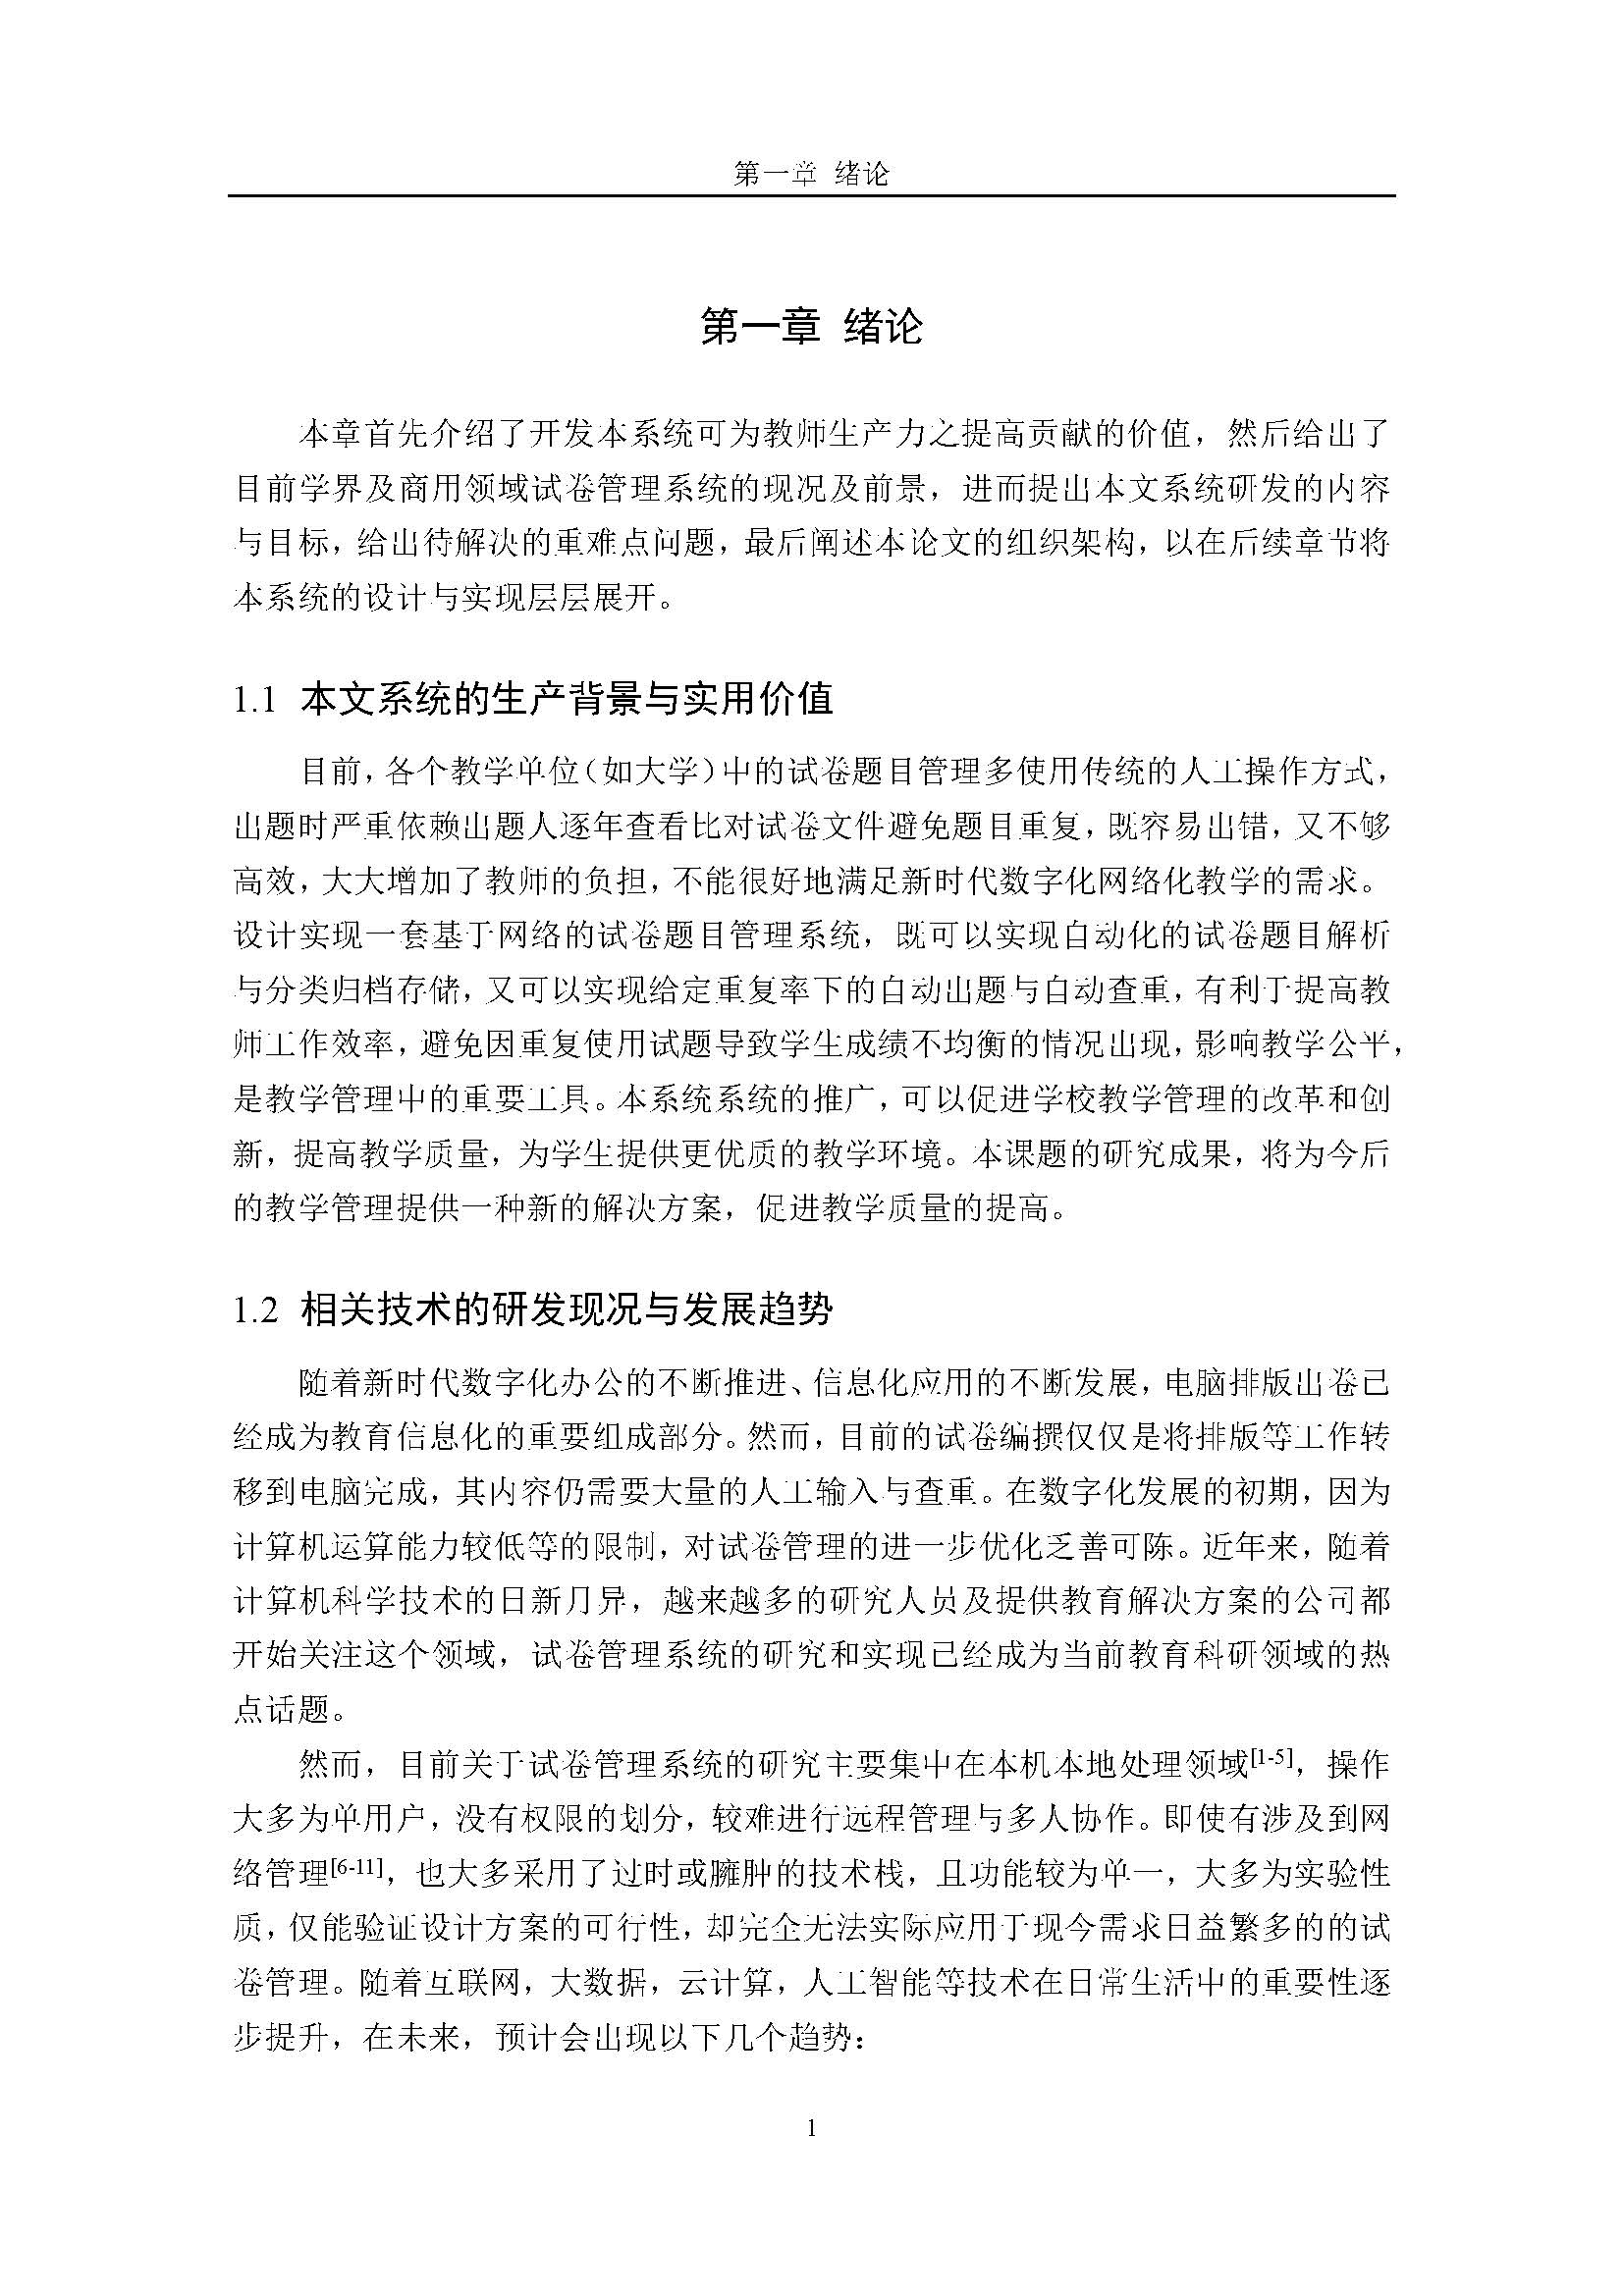 第一章 绪论
第一章 绪论
本章首先介绍了开发本系统可为教师生产力之提高贡献的价值，然后给出了
目前学界及商用领域试卷管理系统的现况及前景，进而提出本文系统研发的内容
与目标，给出待解决的重难点问题，最后阐述本论文的组织架构，以在后续章节将
本系统的设计与实现层层展开。
1.1 本文系统的生产背景与实用价值
目前，各个教学单位（如大学）中的试卷题目管理多使用传统的人工操作方式，
出题时严重依赖出题人逐年查看比对试卷文件避免题目重复，既容易出错，又不够
高效，大大增加了教师的负担，不能很好地满足新时代数字化网络化教学的需求。
设计实现一套基于网络的试卷题目管理系统，既可以实现自动化的试卷题目解析
与分类归档存储，又可以实现给定重复率下的自动出题与自动查重，有利于提高教
师工作效率，避免因重复使用试题导致学生成绩不均衡的情况出现，影响教学公平，
是教学管理中的重要工具。本系统系统的推广，可以促进学校教学管理的改革和创
新，提高教学质量，为学生提供更优质的教学环境。本课题的研究成果，将为今后
的教学管理提供一种新的解决方案，促进教学质量的提高。
1.2 相关技术的研发现况与发展趋势
随着新时代数字化办公的不断推进、信息化应用的不断发展，电脑排版出卷已
经成为教育信息化的重要组成部分。然而，目前的试卷编撰仅仅是将排版等工作转
移到电脑完成，其内容仍需要大量的人工输入与查重。在数字化发展的初期，因为
计算机运算能力较低等的限制，对试卷管理的进一步优化乏善可陈。近年来，随着
计算机科学技术的日新月异，越来越多的研究人员及提供教育解决方案的公司都
开始关注这个领域，试卷管理系统的研究和实现已经成为当前教育科研领域的热
点话题。
然而，目前关于试卷管理系统的研究主要集中在本机本地处理领域[1-5]，操作
大多为单用户，没有权限的划分，较难进行远程管理与多人协作。即使有涉及到网
络管理[6-11]，也大多采用了过时或臃肿的技术栈，且功能较为单一，大多为实验性
质，仅能验证设计方案的可行性，却完全无法实际应用于现今需求日益繁多的的试
卷管理。随着互联网，大数据，云计算，人工智能等技术在日常生活中的重要性逐
步提升，在未来，预计会出现以下几个趋势：
1